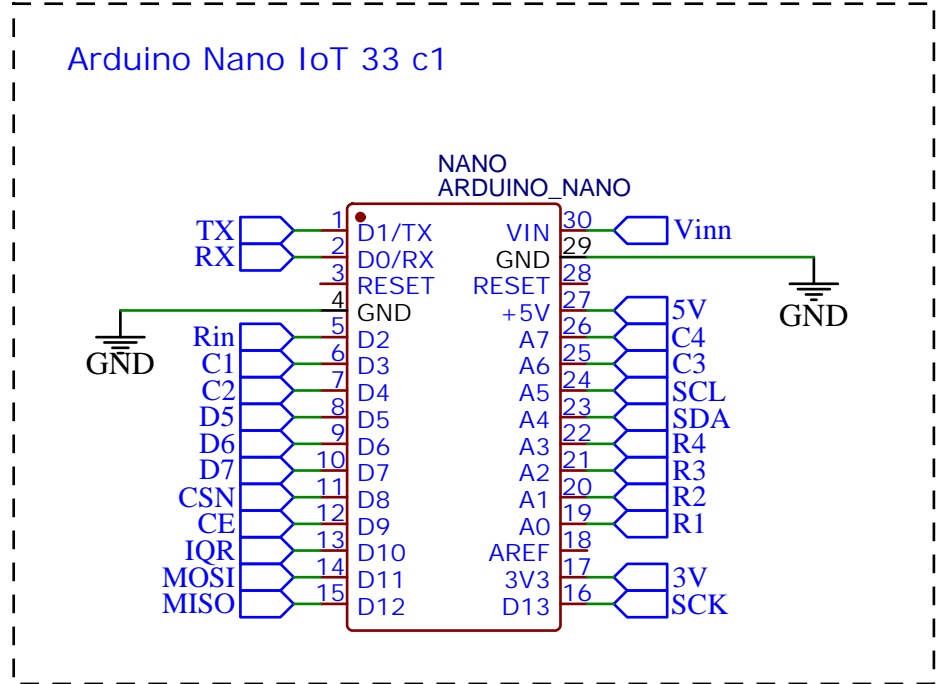 Arduino Nano IoT 33 c1
NANO
ARDUINO_NANO
TX 1 D1/TX VIN 30 Vinn
RX 2 D0/RX GND 29
3 RESET RESET 28
4 GND +5V 27 5V
GND GND
Rin 5 D2 A7 26 C4
C1 6 D3 A6 25 C3
C2 7 D4 A5 24 SCL
D5 8 D5 A4 23 SDA
D6 9 D6 A3 22 R4
D7 10 D7 A2 21 R3
CSN 11 D8 A1 20 R2
CE 12 D9 A0 19 R1
IQR 13 D10 AREF 18
MOSI 14 D11 3V3 17 3V
MISO 15 D12 D13 16 SCK